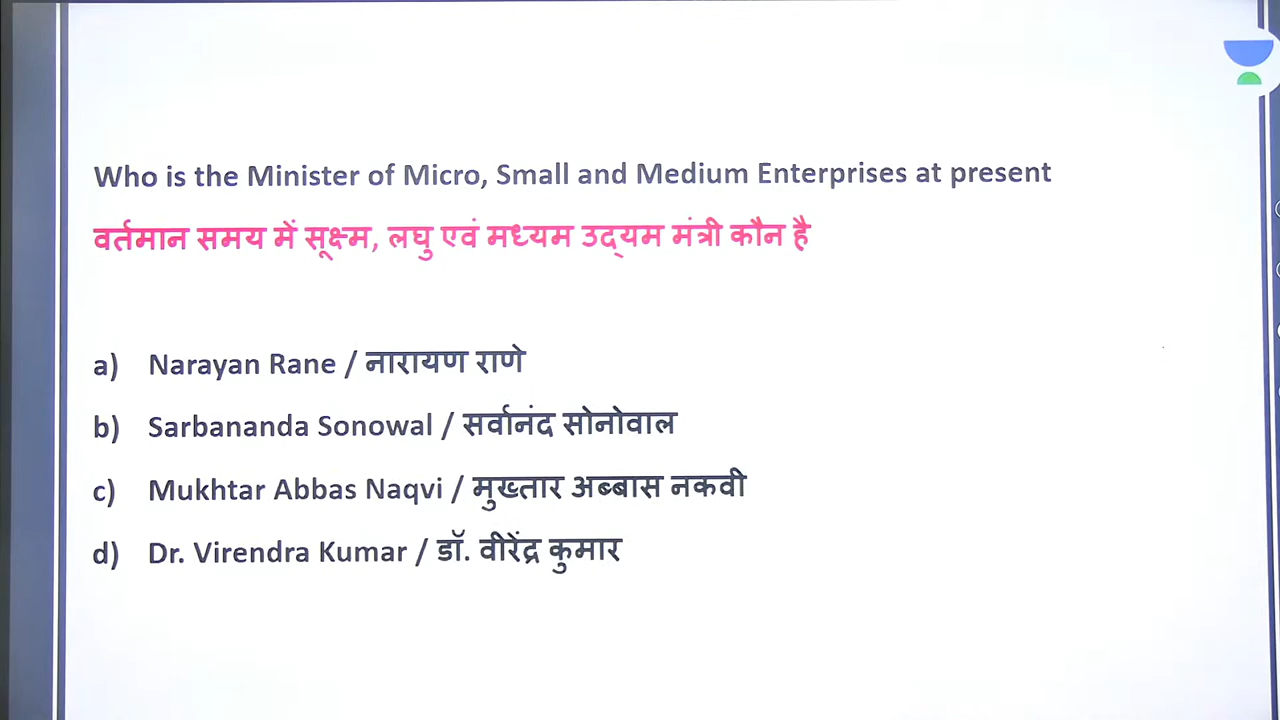 Who is the Minister of Micro, Small and Medium Enterprises at present
वर्तमान समय में सूक्ष्म, लघु एवं मध्यम उद्यम मंत्री कौन है
a) Narayan Rane / नारायण राणे
b) Sarbananda Sonowal / सर्वानंद सोनोवाल
c) Mukhtar Abbas Naqvi / मुख्तार अब्बास नकवी
d) Dr. Virendra Kumar / डॉ. वीरेंद्र कुमार